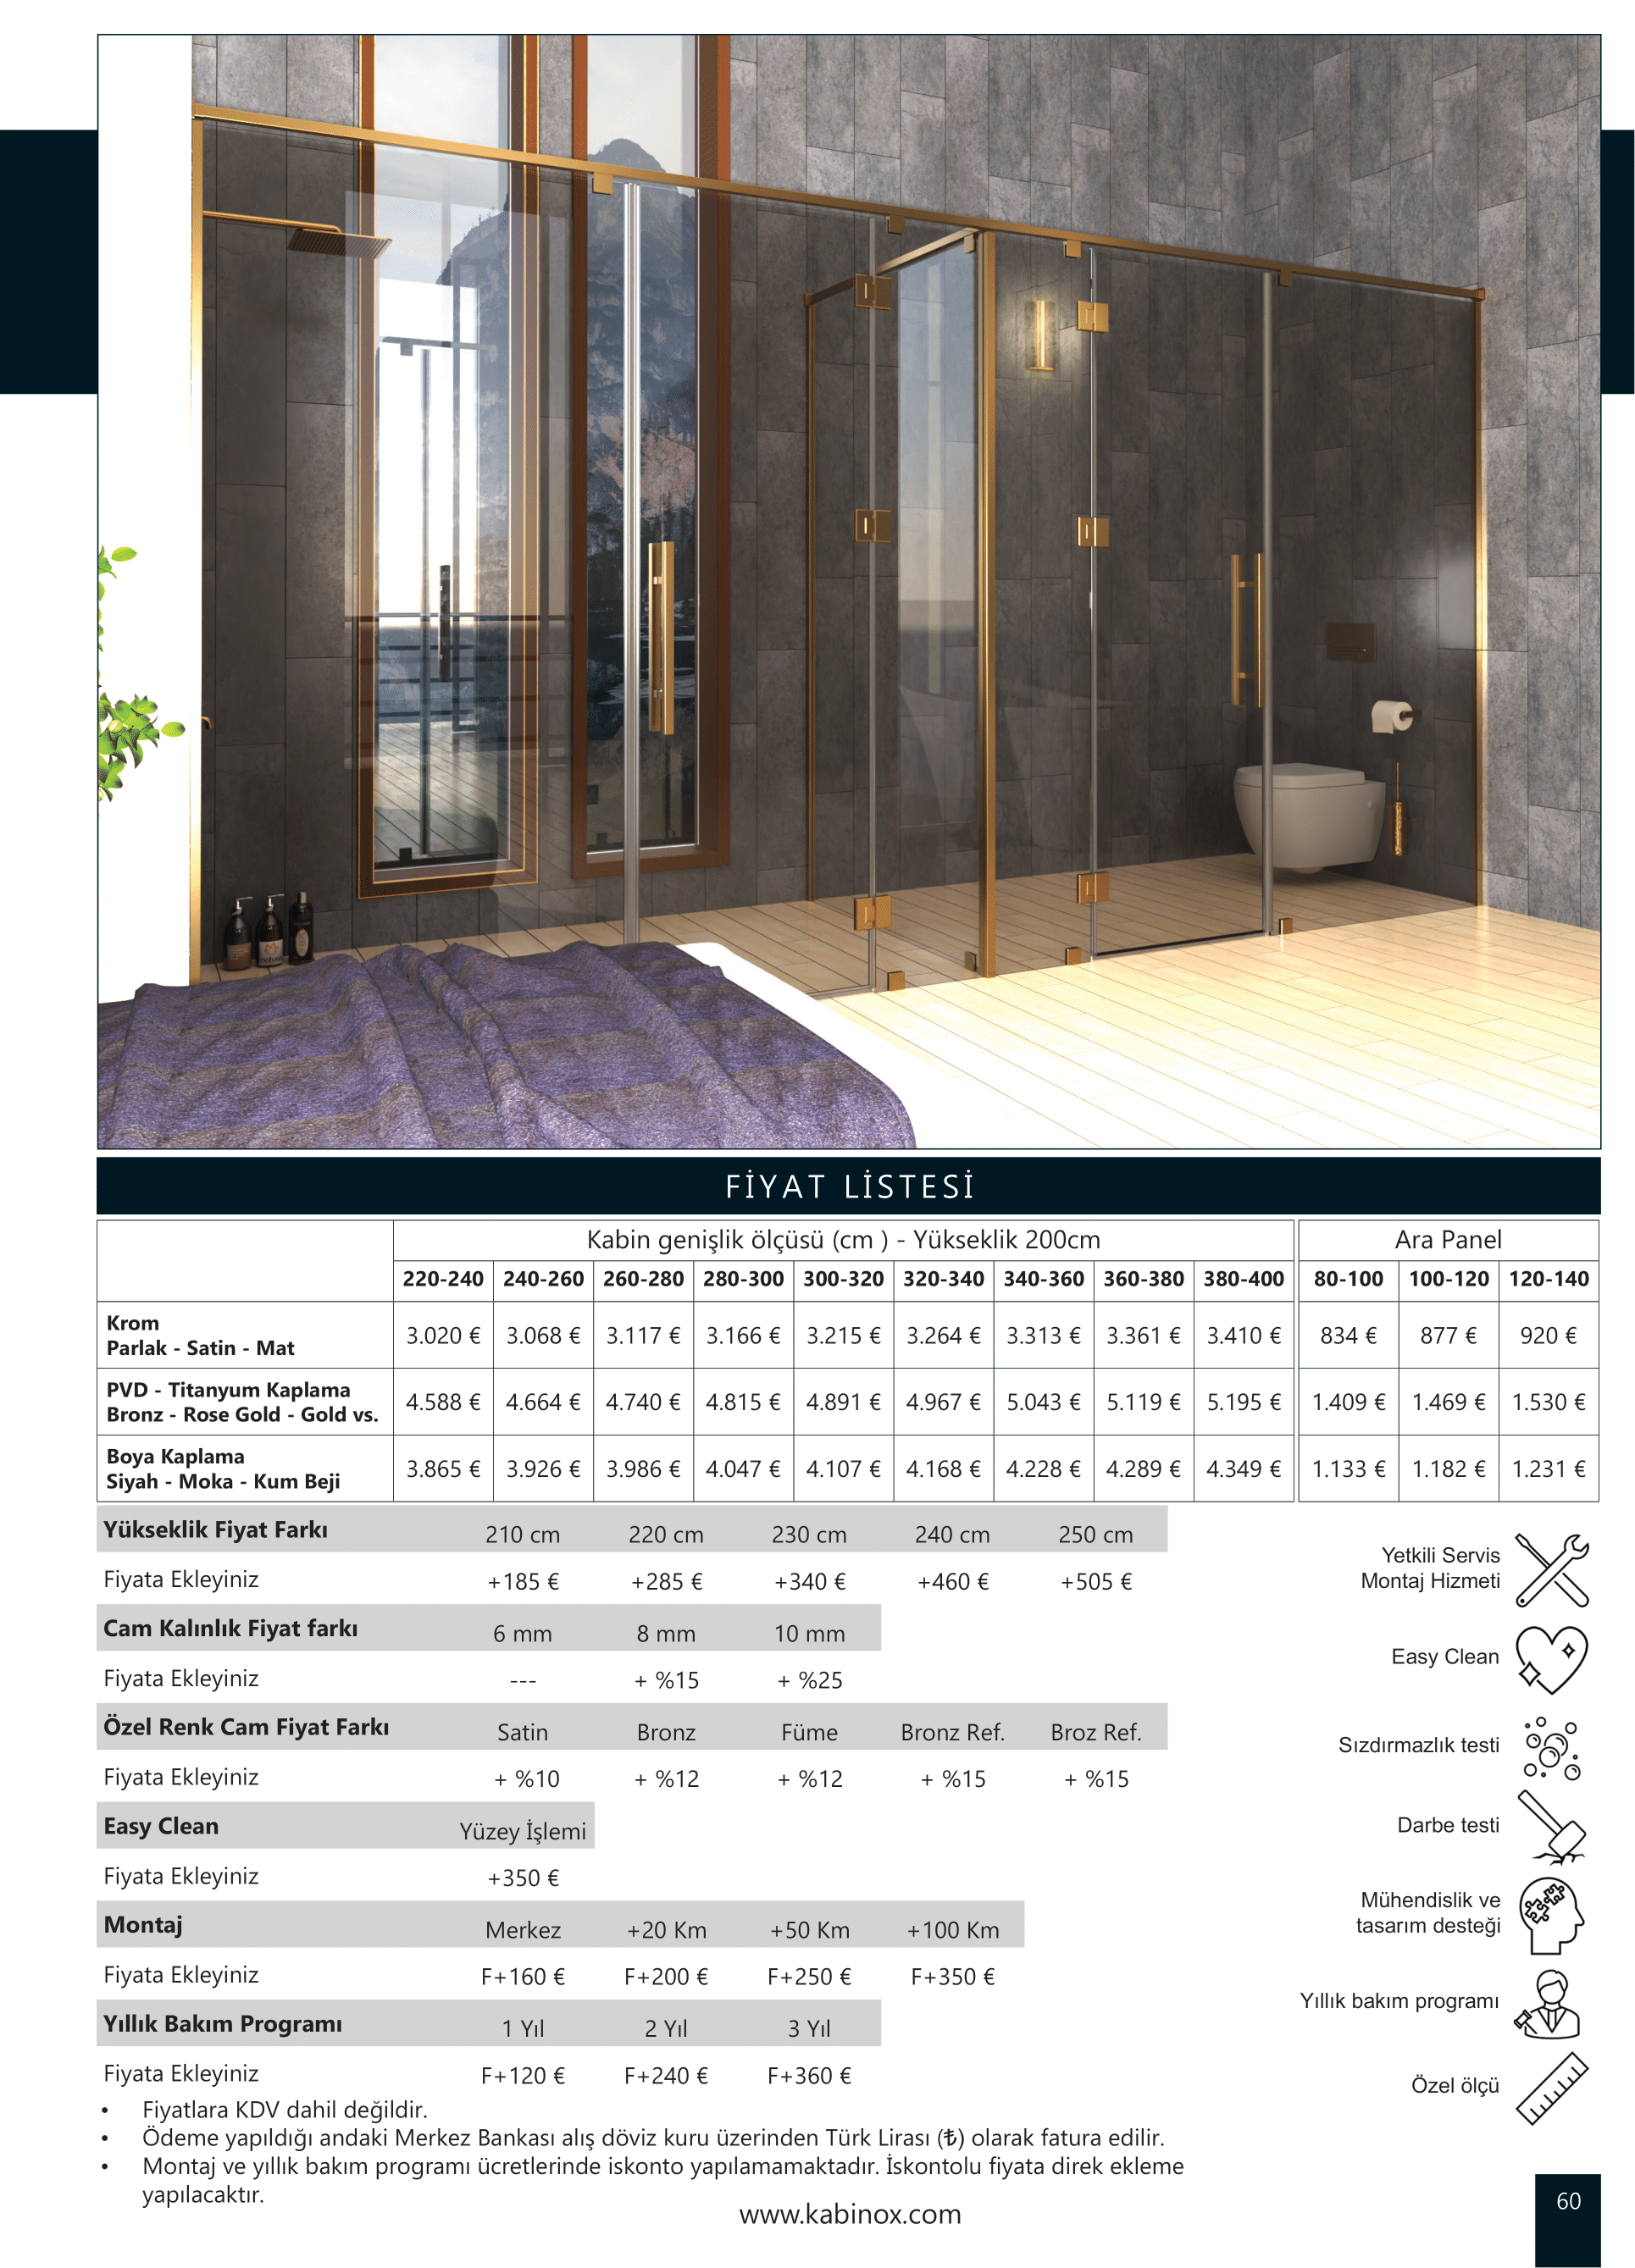 FİYAT LİSTESİ
Kabin genişlik ölçüsü (cm ) - Yükseklik 200cm Ara Panel
220-240 240-260 260-280 280-300 300-320 320-340 340-360 360-380 380-400 80-100 100-120 120-140
Krom
Parlak - Satin - Mat
3.020 € 3.068 € 3.117 € 3.166 € 3.215 € 3.264 € 3.313 € 3.361 € 3.410 € 834 € 877 € 920 €
PVD - Titanyum Kaplama
Bronz - Rose Gold - Gold vs.
4.588 € 4.664 € 4.740 € 4.815 € 4.891 € 4.967 € 5.043 € 5.119 € 5.195 € 1.409 € 1.469 € 1.530 €
Boya Kaplama
Siyah - Moka - Kum Beji
3.865 € 3.926 € 3.986 € 4.047 € 4.107 € 4.168 € 4.228 € 4.289 € 4.349 € 1.133 € 1.182 € 1.231 €
Yükseklik Fiyat Farkı 210 cm 220 cm 230 cm 240 cm 250 cm
Fiyata Ekleyiniz +185 € +285 € +340 € +460 € +505 €
Cam Kalınlık Fiyat farkı 6 mm 8 mm 10 mm
Fiyata Ekleyiniz --- + %15 + %25
Özel Renk Cam Fiyat Farkı Satin Bronz Füme Bronz Ref. Broz Ref.
Fiyata Ekleyiniz + %10 + %12 + %12 + %15 + %15
Easy Clean Yüzey İşlemi
Fiyata Ekleyiniz +350 €
Montaj Merkez +20 Km +50 Km +100 Km
Fiyata Ekleyiniz F+160 € F+200 € F+250 € F+350 €
Yıllık Bakım Programı 1 Yıl 2 Yıl 3 Yıl
Fiyata Ekleyiniz F+120 € F+240 € F+360 €
• Fiyatlara KDV dahil değildir.
• Ödeme yapıldığı andaki Merkez Bankası alış döviz kuru üzerinden Türk Lirası (₺) olarak fatura edilir.
• Montaj ve yıllık bakım programı ücretlerinde iskonto yapılamamaktadır. İskontolu fiyata direk ekleme
yapılacaktır.
Yetkili Servis
Montaj Hizmeti
Easy Clean
Sızdırmazlık testi
Darbe testi
Mühendislik ve
tasarım desteği
Yıllık bakım programı
Özel ölçü
www.kabinox.com
60